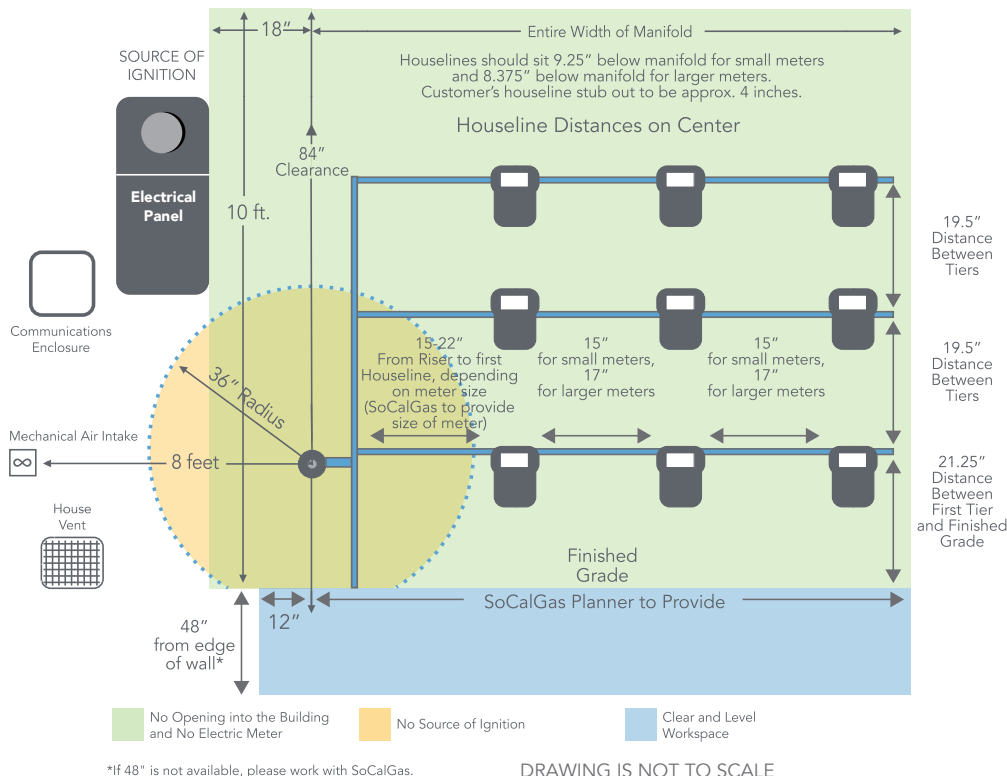 18”
Entire Width of Manifold
SOURCE OF
IGNITION
Houselines should sit 9.25” below manifold for small meters
and 8.375” below manifold for larger meters.
Customer’s houseline stub out to be approx. 4 inches.
Houseline Distances on Center
84”
Clearance
Electrical
Panel
10 ft.
19.5”
Distance
Between
Tiers
Communications
Enclosure
15-22”
From Riser, to first
Houseline, depending
on meter size
(SoCalGas to provide
size of meter)
15”
for small meters,
17”
for larger meters
15”
for small meters,
17”
for larger meters
19.5”
Distance
Between
Tiers
36” Radius
Mechanical Air Intake
8 feet
21.25”
Distance
Between
First Tier
and Finished
Grade
House
Vent
Finished
Grade
SoCalGas Planner to Provide
12”
48”
from edge
of wall*
No Opening into the Building
and No Electric Meter
No Source of Ignition
Clear and Level
Workspace
*If 48" is not available, please work with SoCalGas.
DRAWING IS NOT TO SCALE